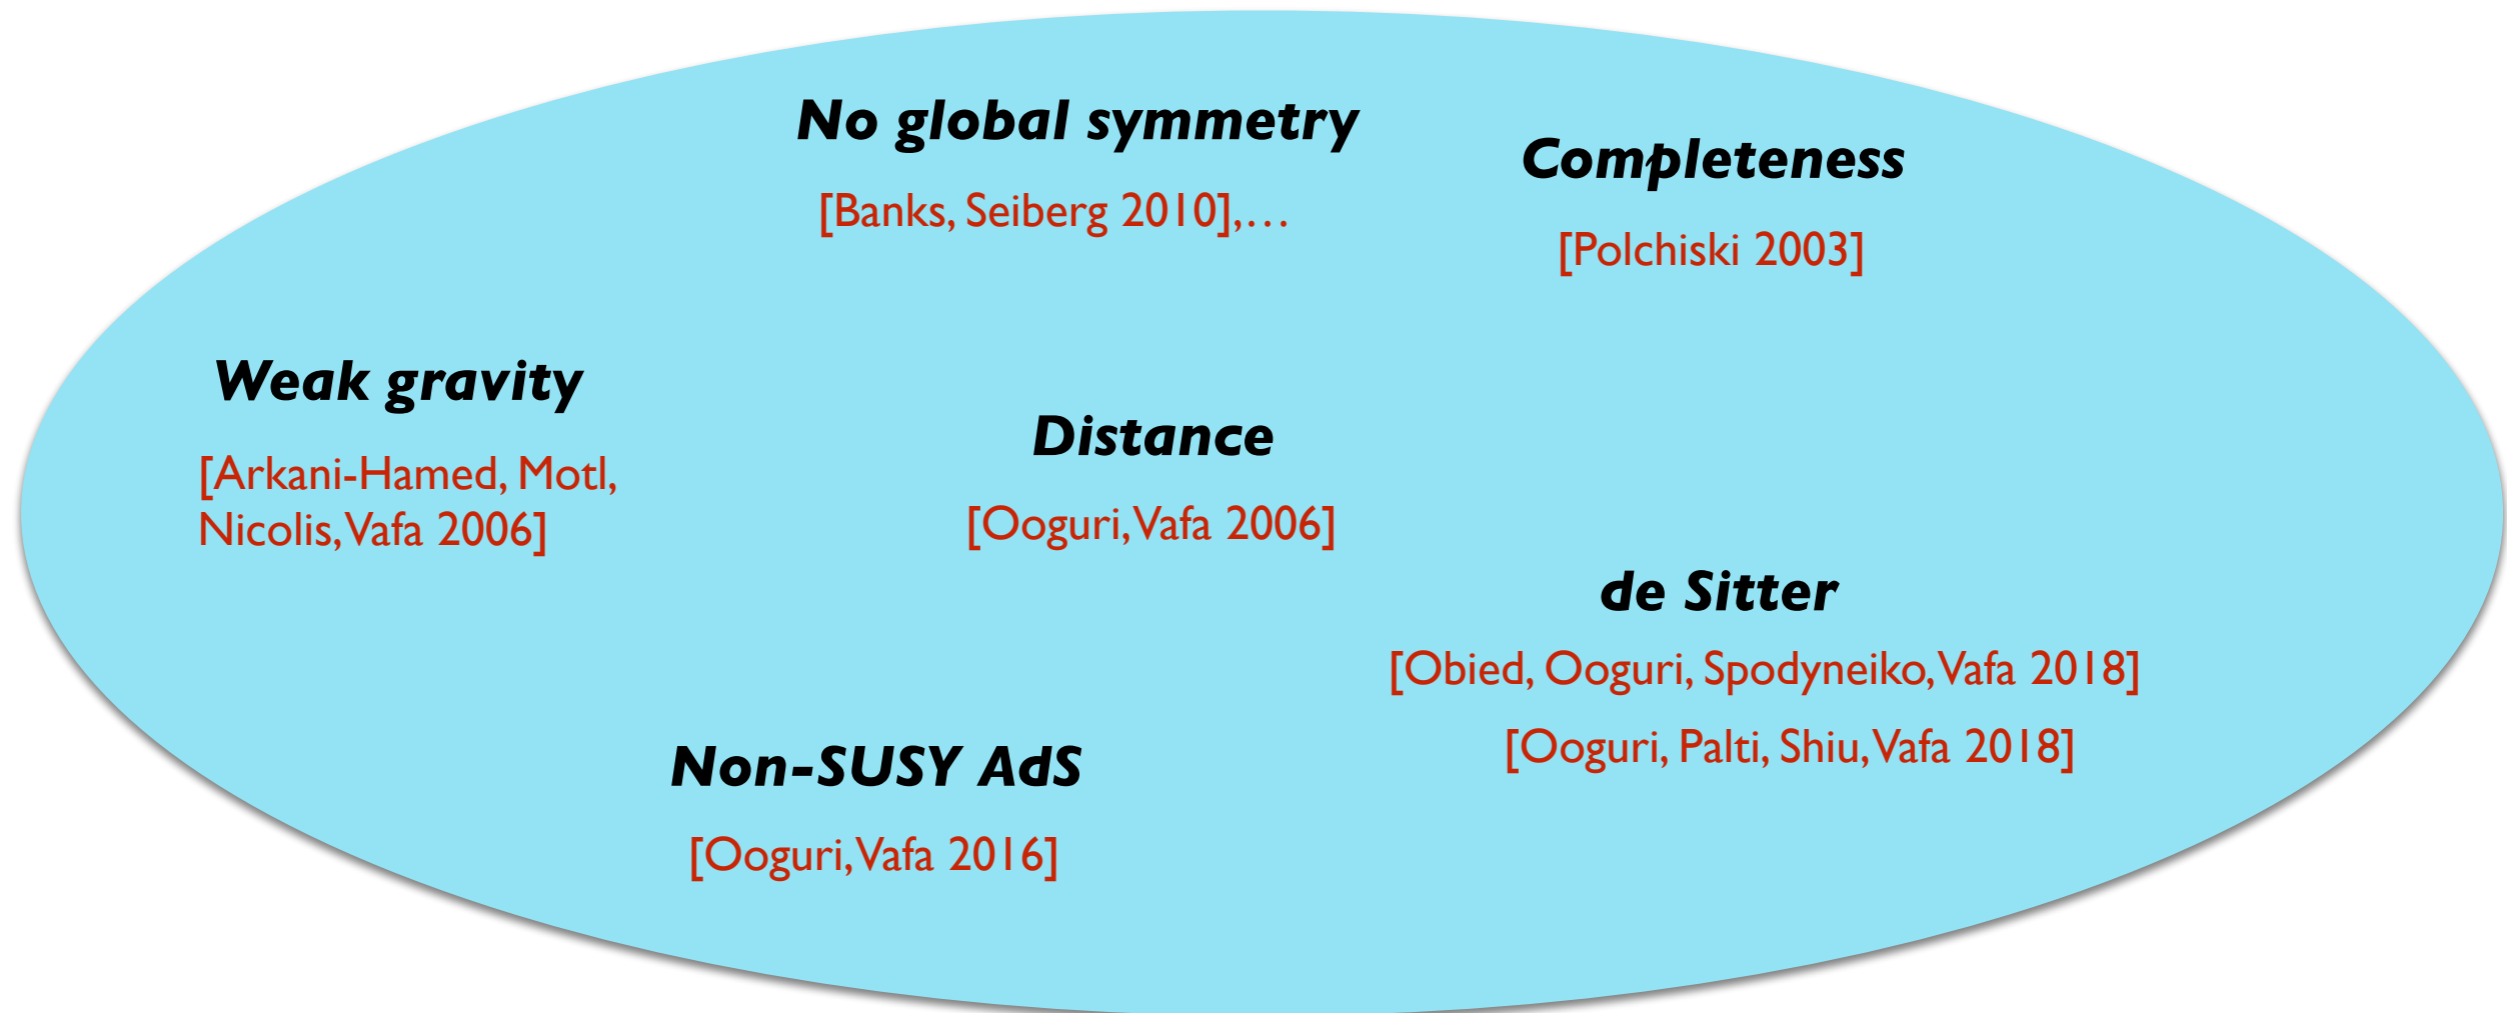 No global symmetry
[Banks, Seiberg 2010],...
Completeness
[Polchiski 2003]
Weak gravity
[Arkani-Hamed, Motl,
Nicolis, Vafa 2006]
Distance
[Ooguri, Vafa 2006]
de Sitter
[Obied, Ooguri, Spodyneiko, Vafa 2018]
[Ooguri, Palti, Shiu, Vafa 2018]
Non-SUSY AdS
[Ooguri, Vafa 2016]